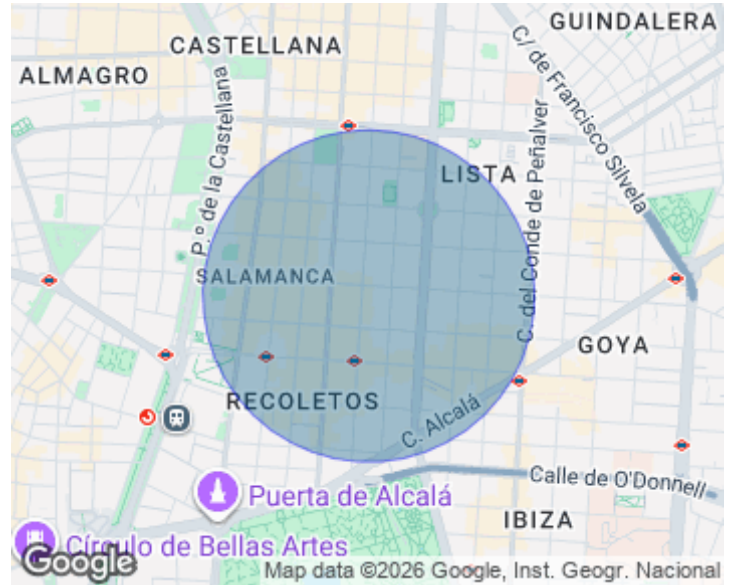 GUINDALERA
CASTELLANA
ALMAGRO
C/ de Francisco Silvela
P.º de la Castellana
LISTA
C. del Conde de Peñalver
SALAMANCA
GOYA
RECOLETOS
C. Alcalá
Calle de O'Donnell
Puerta de Alcalá
IBIZA
Círculo de Bellas Artes
Google
Map data ©2026 Google, Inst. Geogr. Nacional